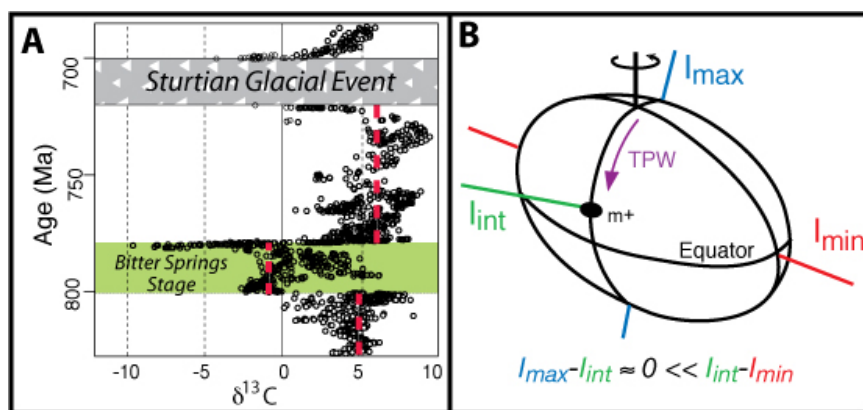 A
Age (Ma)
700
750
800
Sturtian Glacial Event
Bitter Springs
Stage
-10 -5 0 5 10
δ¹³C
B
Imax
TPW
Iint
m+
Equator
Imin
Imax-Iint ≈ 0 << Iint-Imin